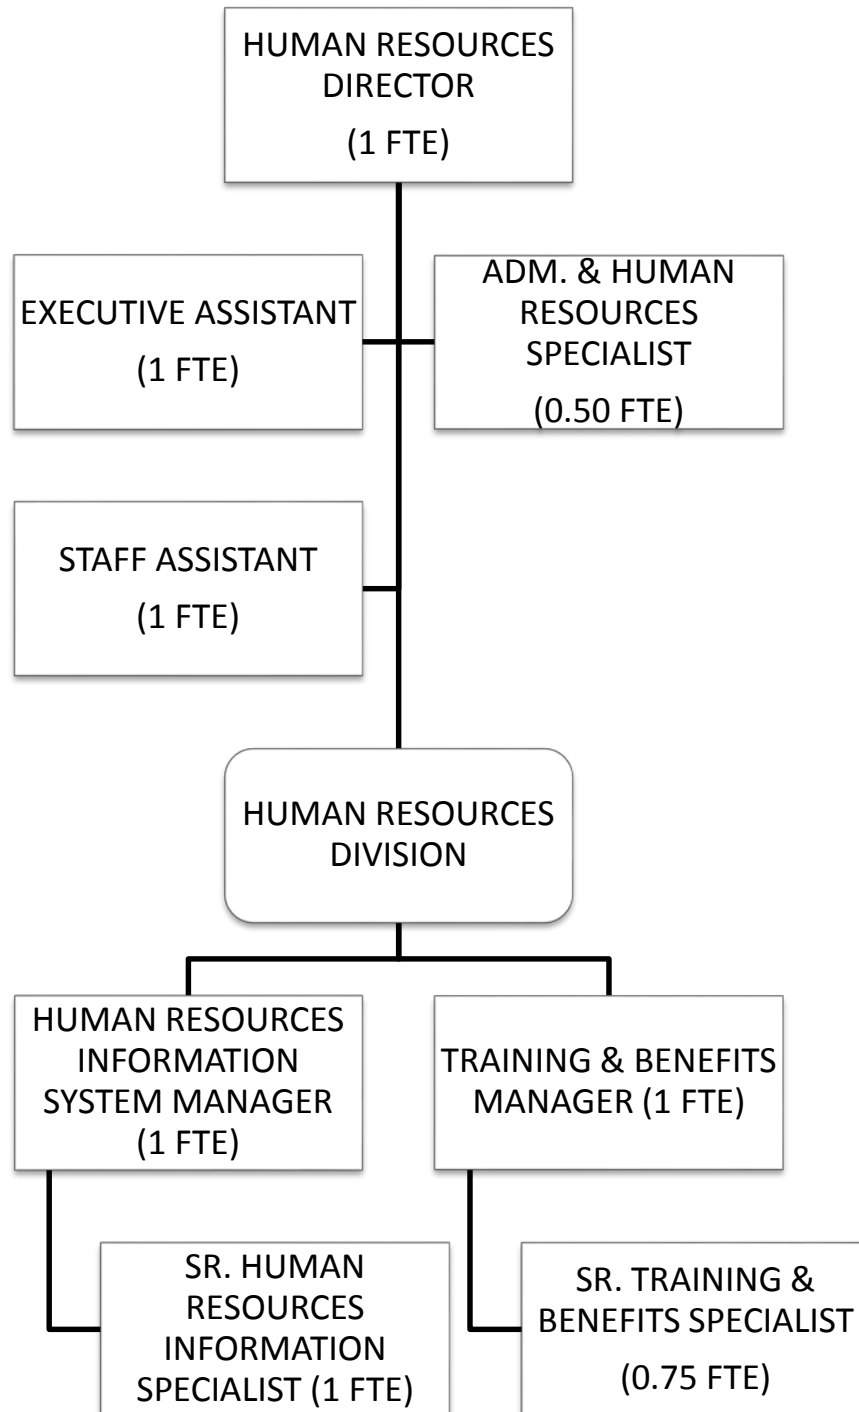 HUMAN RESOURCES
DIRECTOR
(1 FTE)
EXECUTIVE ASSISTANT
(1 FTE)
ADM. & HUMAN
RESOURCES
SPECIALIST
(0.50 FTE)
STAFF ASSISTANT
(1 FTE)
HUMAN RESOURCES
DIVISION
HUMAN RESOURCES
INFORMATION
SYSTEM MANAGER
(1 FTE)
TRAINING & BENEFITS
MANAGER (1 FTE)
SR. HUMAN
RESOURCES
INFORMATION
SPECIALIST (1 FTE)
SR. TRAINING &
BENEFITS SPECIALIST
(0.75 FTE)